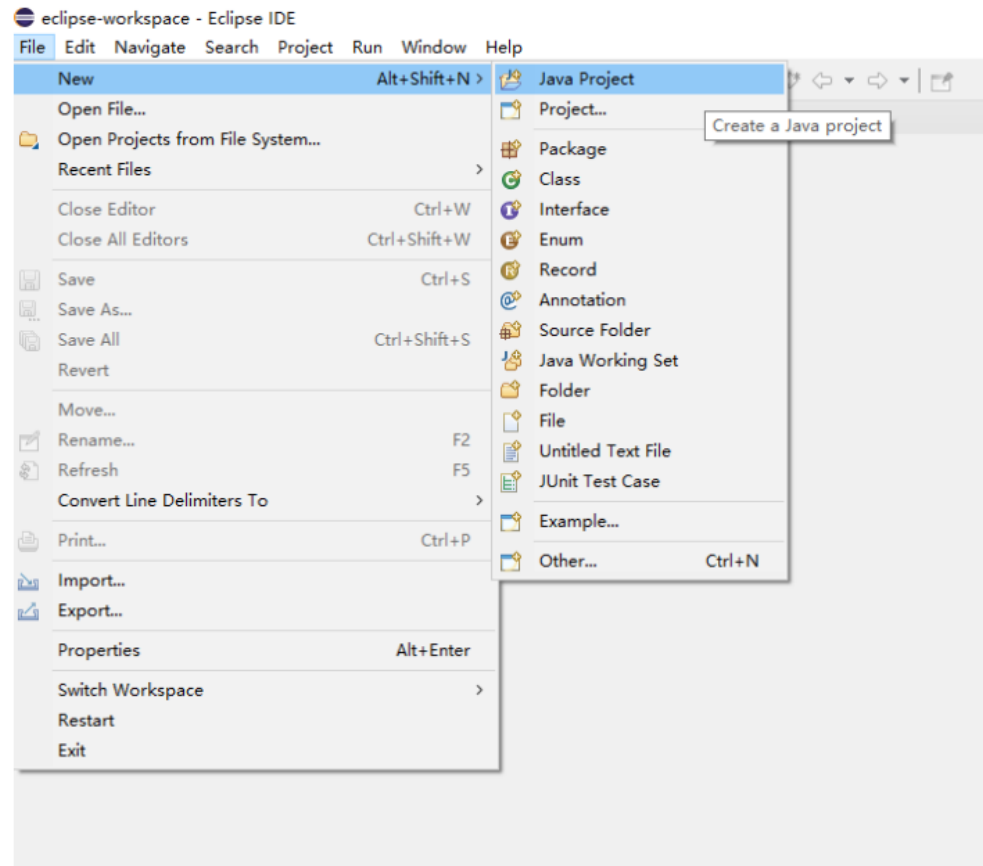 eclipse-workspace - Eclipse IDE
File Edit Navigate Search Project Run Window Help
New Alt+Shift+N
Open File...
Open Projects from File System...
Recent Files
Close Editor Ctrl+W
Close All Editors Ctrl+Shift+W
Save Ctrl+S
Save As...
Save All Ctrl+Shift+S
Revert
Move...
Rename... F2
Refresh F5
Convert Line Delimiters To
Print... Ctrl+P
Import...
Export...
Properties Alt+Enter
Switch Workspace
Restart
Exit
Java Project
Project...
Create a Java project
Package
Class
Interface
Enum
Record
Annotation
Source Folder
Java Working Set
Folder
File
Untitled Text File
JUnit Test Case
Example...
Other... Ctrl+N